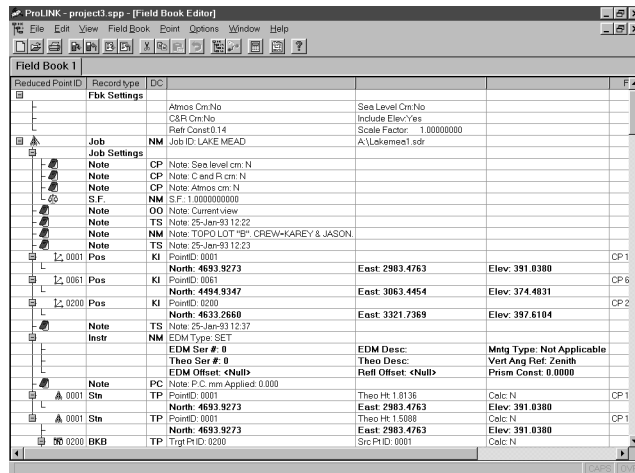 ProLINK - project3.spp - [Field Book Editor]
File Edit View Field Book Point Options Window Help
Field Book 1
Reduced Point ID Record type DC F
Fbk Settings
Atmos Crn:No Sea Level Crn:No
C&R Crn:No Include Elev:Yes
Refr Const:0.14 Scale Factor: 1.00000000
Job NM Job ID: LAKE MEAD A:\Lakemea1.sdr
Job Settings
Note CP Note: Sea level crn: N
Note CP Note: C and R crn: N
Note CP Note: Atmos crn: N
S.F. NM S.F.: 1.0000000000
Note OO Note: Current view
Note TS Note: 25-Jan-93 12:22
Note NM Note: TOPO LOT "B". CREW=KAREY & JASON.
Note TS Note: 25-Jan-93 12:23
0001 Pos KI PointID: 0001 CP 1
North: 4693.9273 East: 2983.4763 Elev: 391.0380
0061 Pos KI PointID: 0061 CP 6
North: 4494.9347 East: 3063.4454 Elev: 374.4831
0200 Pos KI PointID: 0200 CP 2
North: 4633.2660 East: 3321.7369 Elev: 397.6104
Note TS Note: 25-Jan-93 12:37
Instr NM EDM Type: SET
EDM Ser #: 0 EDM Desc: Mntg Type: Not Applicable
Theo Ser #: 0 Theo Desc: Vert Ang Ref: Zenith
EDM Offset: <Null> Refl Offset: <Null> Prism Const: 0.0000
Note PC Note: P.C. mm Applied: 0.000
0001 Stn TP PointID: 0001 Theo Ht: 1.8136 Calc: N
North: 4693.9273 East: 2983.4763 Elev: 391.0380
0001 Stn TP PointID: 0001 Theo Ht: 1.5088 Calc: N
North: 4693.9273 East: 2983.4763 Elev: 391.0380
0200 BKB TP Trgt Pt ID: 0200 Src Pt ID: 0001 Calc: N
CAPS